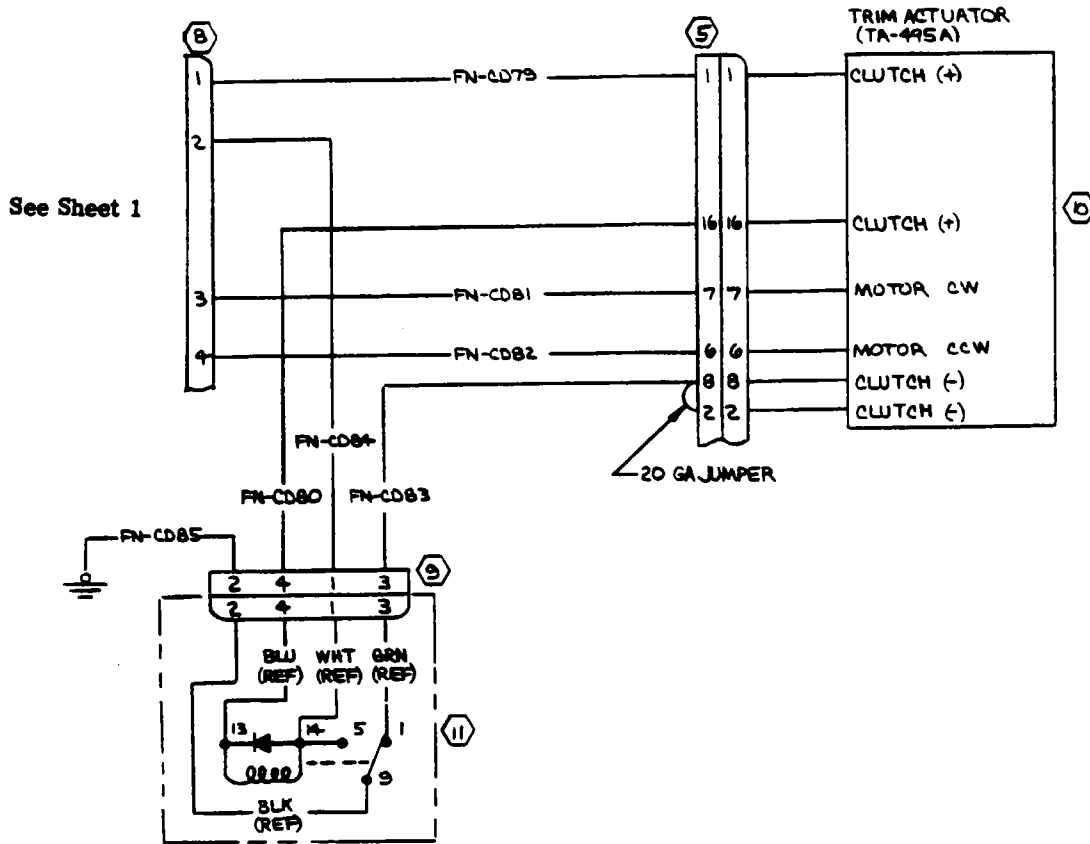 TRIM ACTUATOR
(TA-495A)
8
5
1
FN-CD79
1 1
CLUTCH (+)
2
See Sheet 1
16 16
CLUTCH (+)
10
3
FN-CD81
7 7
MOTOR CW
4
FN-CD82
6 6
MOTOR CCW
8 8
CLUTCH (-)
2 2
CLUTCH (-)
FN-CD84
20 GA JUMPER
FN-CD80
FN-CD83
FN-CD85
9
2 4 3
2 4 3
BLU
(REF)
WHT
(REF)
GRN
(REF)
13
14
5
1
11
9
BLK
(REF)